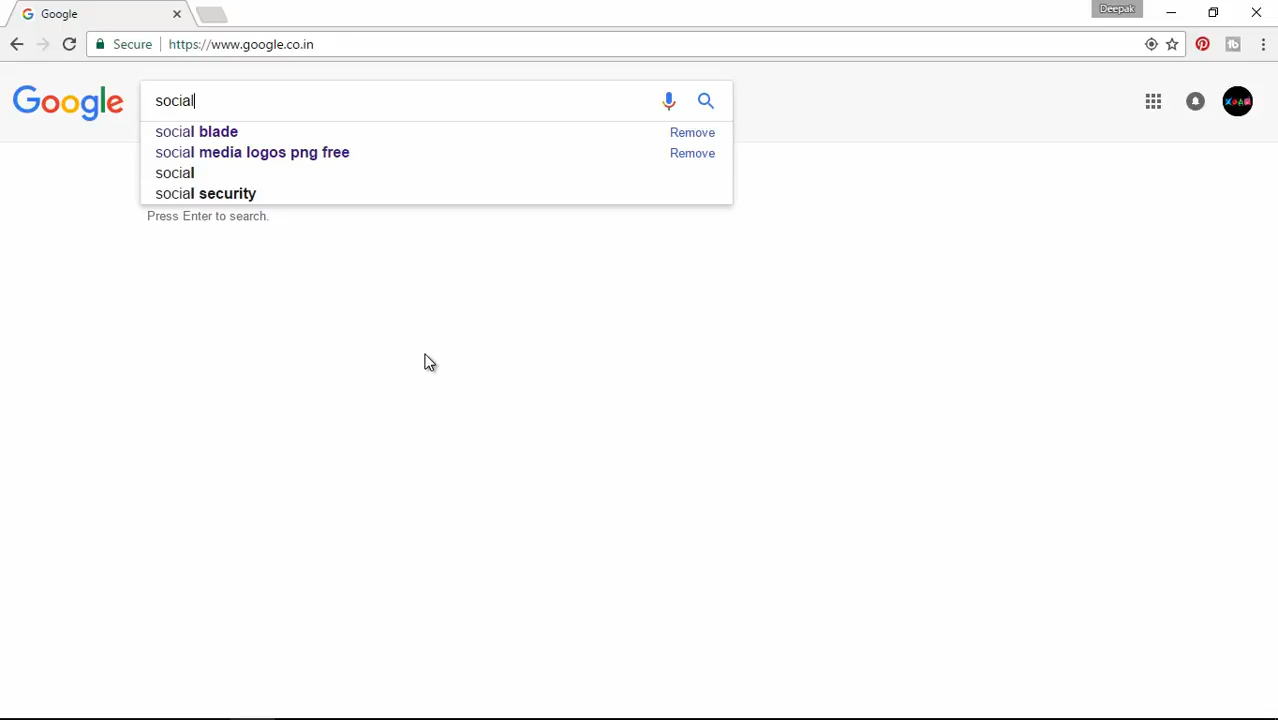 Google
Deepak
Secure
https://www.google.co.in
Google
social
social blade
Remove
social media logos png free
Remove
social
social security
Press Enter to search.